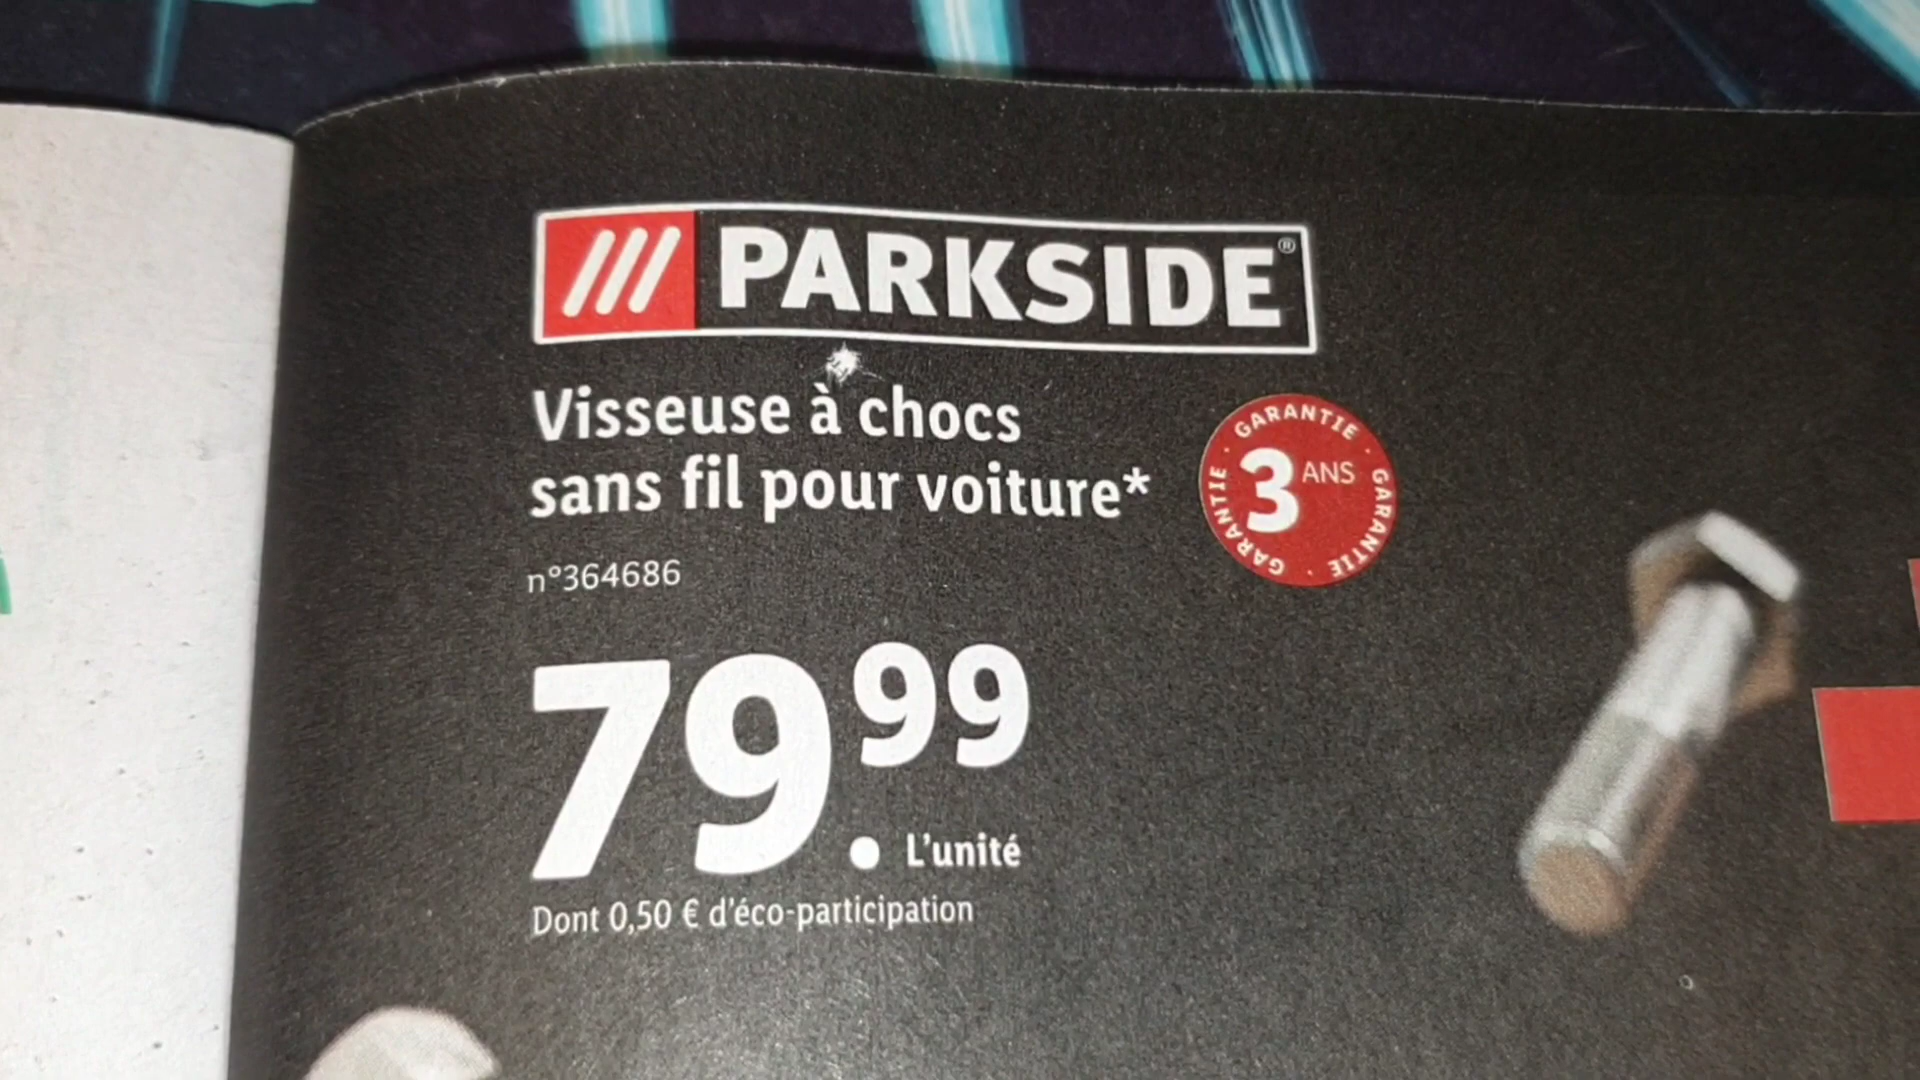 PARKSIDE®
Visseuse à chocs
sans fil pour voiture*
n°364686
GARANTIE · GARANTIE · GARANTIE · GARANTIE
3 ANS
79.99
L'unité
Dont 0,50 € d'éco-participation